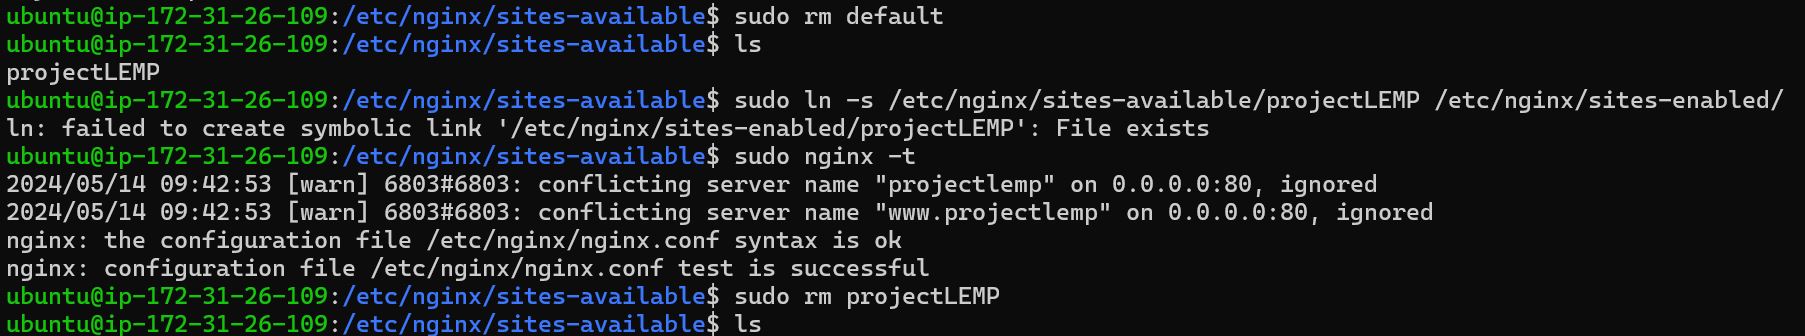 ubuntu@ip-172-31-26-109:/etc/nginx/sites-available$ sudo rm default
ubuntu@ip-172-31-26-109:/etc/nginx/sites-available$ ls
projectLEMP
ubuntu@ip-172-31-26-109:/etc/nginx/sites-available$ sudo ln -s /etc/nginx/sites-available/projectLEMP /etc/nginx/sites-enabled/
ln: failed to create symbolic link '/etc/nginx/sites-enabled/projectLEMP': File exists
ubuntu@ip-172-31-26-109:/etc/nginx/sites-available$ sudo nginx -t
2024/05/14 09:42:53 [warn] 6803#6803: conflicting server name "projectlemp" on 0.0.0.0:80, ignored
2024/05/14 09:42:53 [warn] 6803#6803: conflicting server name "www.projectlemp" on 0.0.0.0:80, ignored
nginx: the configuration file /etc/nginx/nginx.conf syntax is ok
nginx: configuration file /etc/nginx/nginx.conf test is successful
ubuntu@ip-172-31-26-109:/etc/nginx/sites-available$ sudo rm projectLEMP
ubuntu@ip-172-31-26-109:/etc/nginx/sites-available$ ls